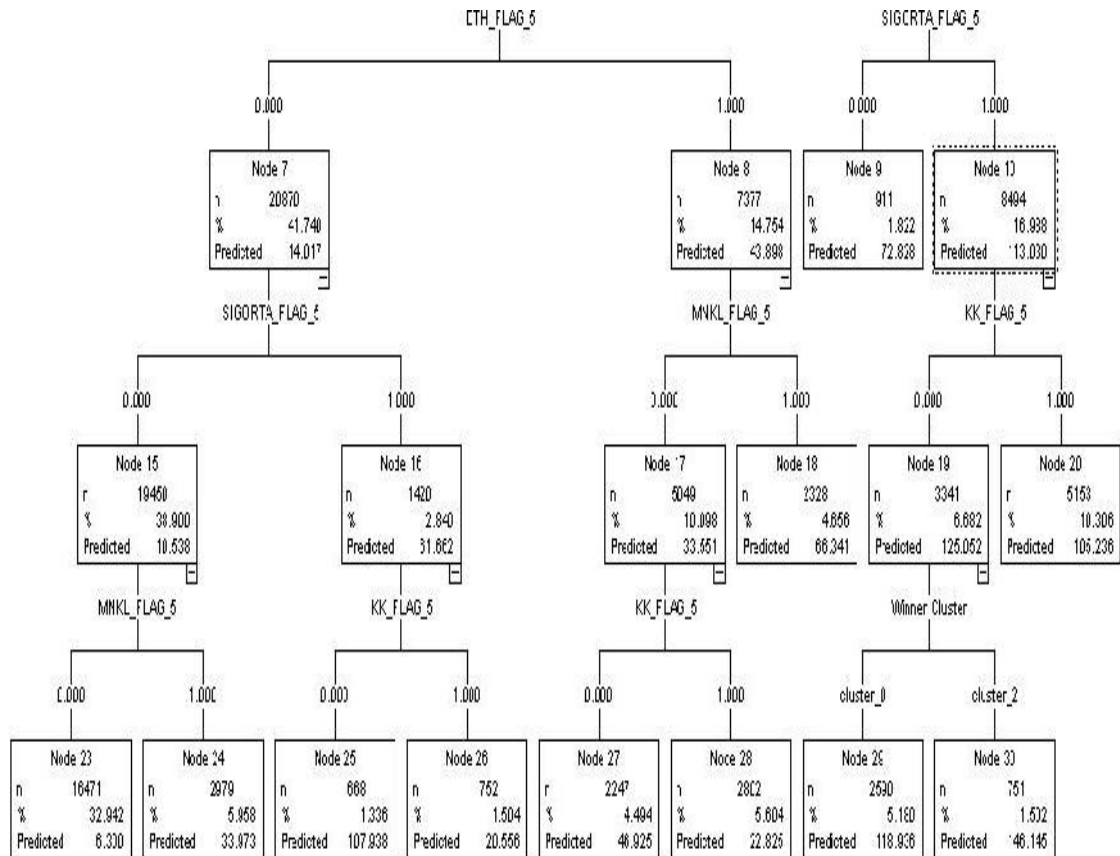 DTH_FLAG_5
SIGORTA_FLAG_5
0.000
1.000
0.000
1.000
Node 7
n 20870
% 41.740
Predicted 14.017
Node 8
n 7377
% 14.754
Predicted 43.898
Node 9
n 911
% 1.822
Predicted
Node 10
n 8494
% 16.988
Predicted 113.030
SIGORTA_FLAG_5
MNKL_FLAG_5
KK_FLAG_5
0.000
1.000
0.000
1.000
0.000
1.000
Node 15
n 19450
% 38.900
Predicted 10.538
Node 16
n 1420
% 2.840
Predicted 61.662
Node 17
n 5049
% 10.098
Predicted 33.551
Node 18
n 2328
% 4.656
Predicted 66.341
Node 19
n 3341
% 6.682
Predicted 125.052
Node 20
n 5153
% 10.306
Predicted 105.236
MNKL_FLAG_5
KK_FLAG_5
KK_FLAG_5
Winner Cluster
0.000
1.000
0.000
1.000
0.000
1.000
cluster_0
cluster_2
Node 23
n 16471
% 32.942
Predicted 6.300
Node 24
n 2979
% 5.958
Predicted 33.973
Node 25
n 668
% 1.336
Predicted 107.938
Node 26
n 752
% 1.504
Predicted 20.556
Node 27
n 2247
% 4.494
Predicted 46.925
Node 28
n 2802
% 5.604
Predicted 22.825
Node 29
n 2590
% 5.180
Predicted 118.936
Node 30
n 751
% 1.502
Predicted 146.145